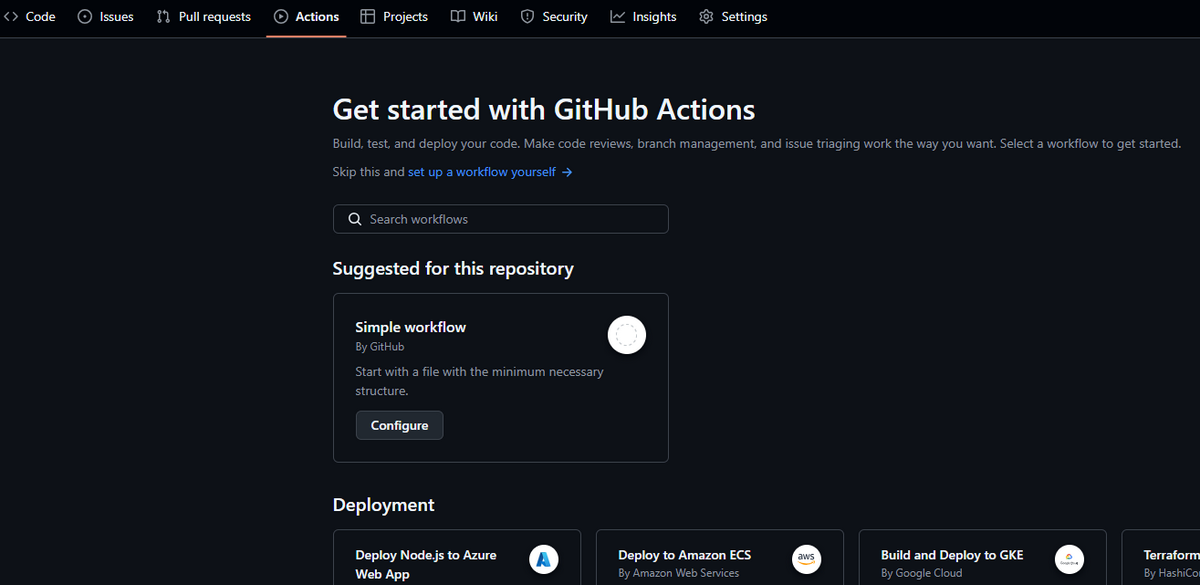 Code Issues Pull requests Actions Projects Wiki Security Insights Settings
Get started with GitHub Actions
Build, test, and deploy your code. Make code reviews, branch management, and issue triaging work the way you want. Select a workflow to get started.
Skip this and set up a workflow yourself →
Search workflows
Suggested for this repository
Simple workflow
By GitHub
Start with a file with the minimum necessary
structure.
Configure
Deployment
Deploy Node.js to Azure
Web App
Deploy to Amazon ECS
By Amazon Web Services
aws
Build and Deploy to GKE
By Google Cloud
Terraform
By HashiCo